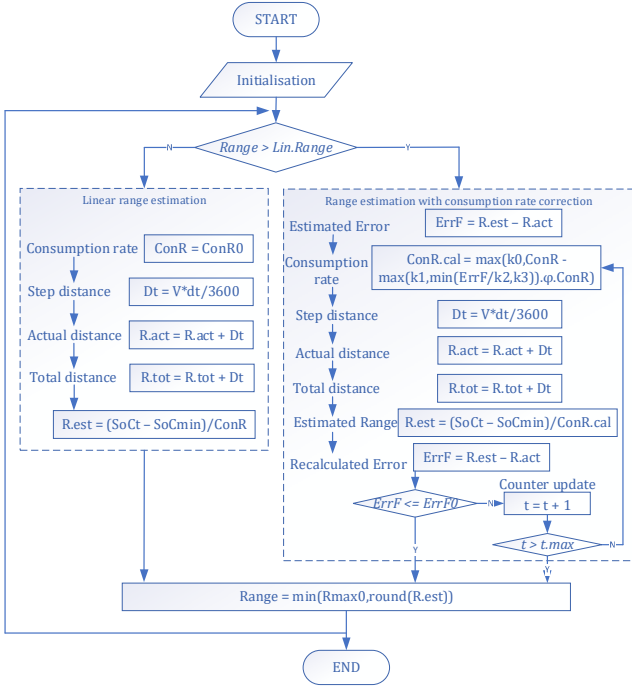 START
Initialisation
Range > Lin.Range
N
Y
Linear range estimation
Consumption rate
ConR = ConR0
Step distance
Dt = V*dt/3600
Actual distance
R.act = R.act + Dt
Total distance
R.tot = R.tot + Dt
R.est = (SoCt – SoCmin)/ConR
Range estimation with consumption rate correction
Estimated Error
ErrF = R.est – R.act
Consumption
rate
ConR.cal = max(k0,ConR -
max(k1,min(ErrF/k2,k3)).φ.ConR)
Step distance
Dt = V*dt/3600
Actual distance
R.act = R.act + Dt
Total distance
R.tot = R.tot + Dt
Estimated Range
R.est = (SoCt – SoCmin)/ConR.cal
Recalculated Error
ErrF = R.est – R.act
Counter update
ErrF <= ErrF0
N
t = t + 1
t > t.max
N
Y
Y
Range = min(Rmax0,round(R.est))
END